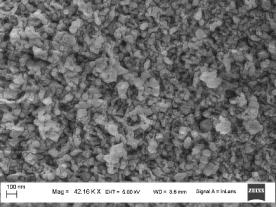 100 nm
Mag = 42.16 K X EHT = 5.00 kV WD = 3.6 mm Signal A = InLens ZEISS